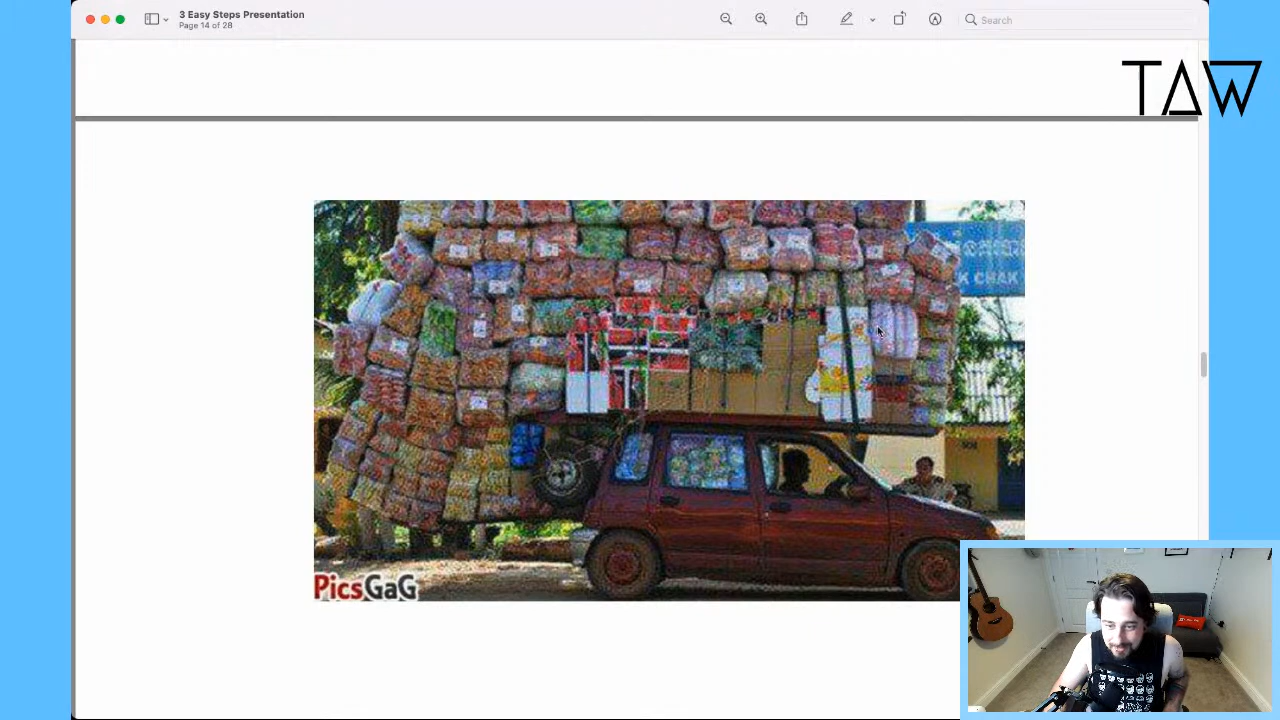 3 Easy Steps Presentation
Page 14 of 28
Search
TAW
K CHAK
PicsGaG